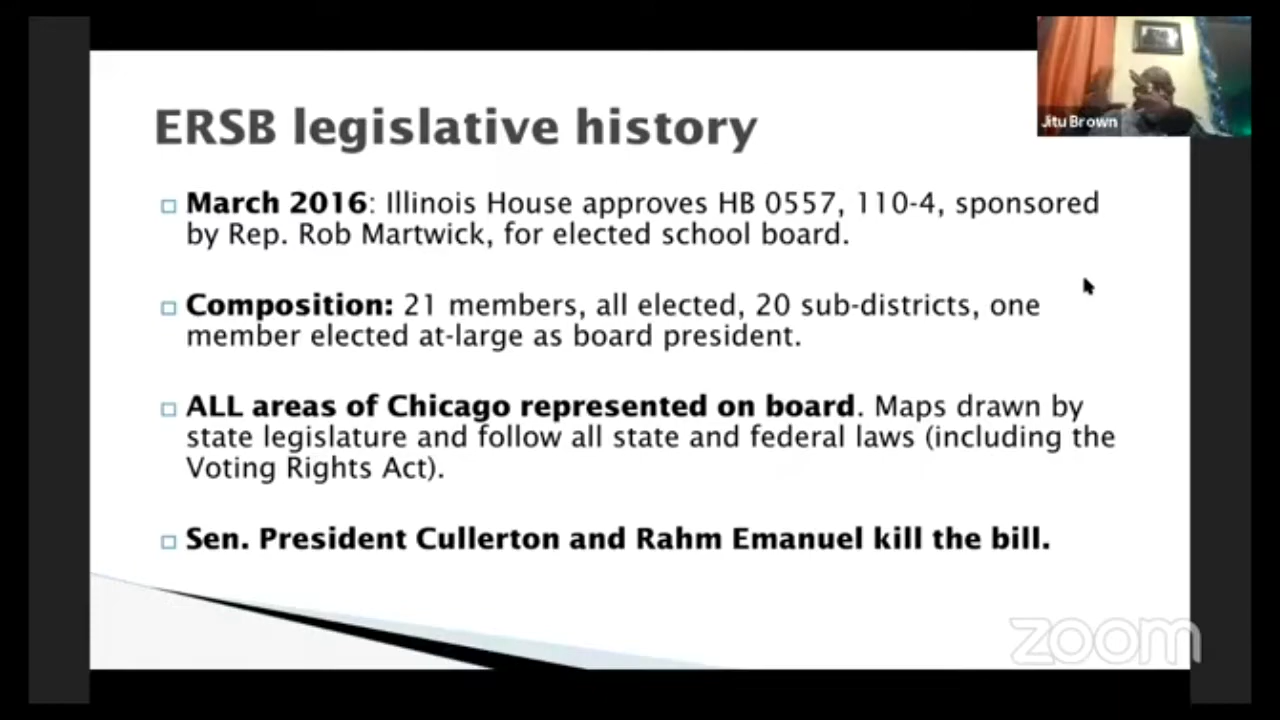 Jitu Brown
ERSB legislative history
March 2016: Illinois House approves HB 0557, 110-4, sponsored
by Rep. Rob Martwick, for elected school board.
Composition: 21 members, all elected, 20 sub-districts, one
member elected at-large as board president.
ALL areas of Chicago represented on board. Maps drawn by
state legislature and follow all state and federal laws (including the
Voting Rights Act).
Sen. President Cullerton and Rahm Emanuel kill the bill.
zoom